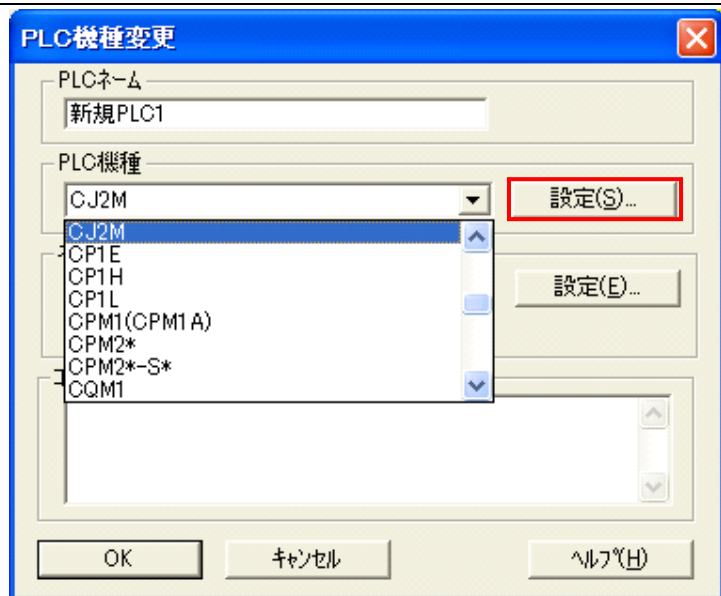 PLC機種変更
PLCネーム
新規PLC1
PLC機種
CJ2M
設定(S)...
CJ2M
CP1E
CP1H
CP1L
CPM1(CPM1A)
CPM2*
CPM2*-S*
CQM1
設定(E)...
OK
キャンセル
ヘルプ(H)